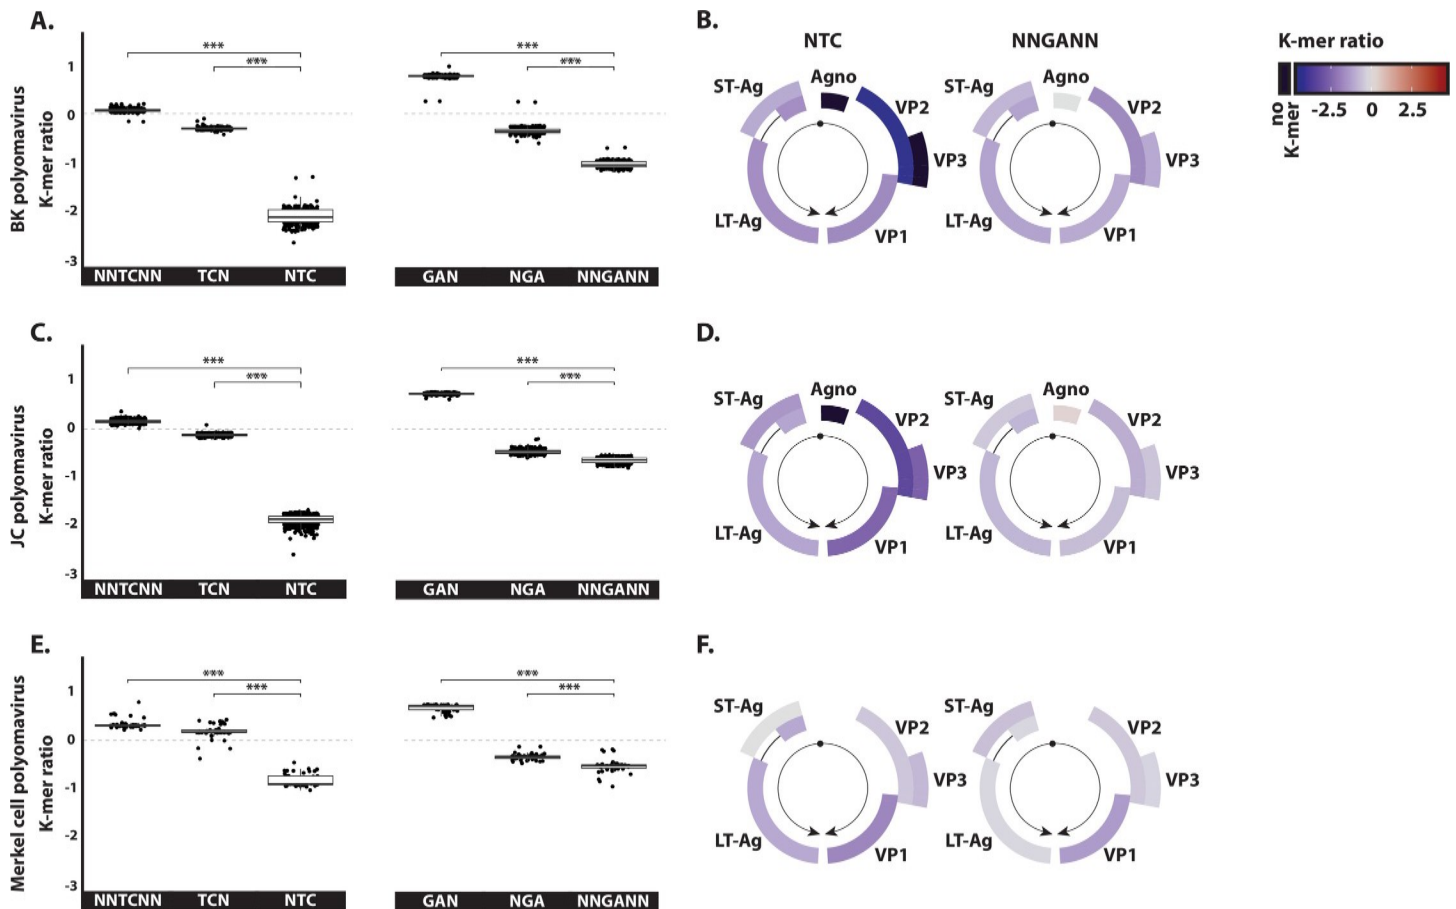 A.
BK polyomavirus
K-mer ratio
1
0
-1
-2
-3
***
***
***
***
NNTCNN TCN NTC
GAN NGA NNGANN
B.
NTC
NNGANN
ST-Ag
Agno
VP2
VP3
LT-Ag
VP1
ST-Ag
Agno
VP2
VP3
LT-Ag
VP1
K-mer ratio
no
K-mer
-2.5 0 2.5
C.
JC polyomavirus
K-mer ratio
1
0
-1
-2
-3
***
***
***
***
NNTCNN TCN NTC
GAN NGA NNGANN
D.
ST-Ag
Agno
VP2
VP3
LT-Ag
VP1
ST-Ag
Agno
VP2
VP3
LT-Ag
VP1
E.
Merkel cell polyomavirus
K-mer ratio
1
0
-1
-2
-3
***
***
***
***
NNTCNN TCN NTC
GAN NGA NNGANN
F.
ST-Ag
VP2
VP3
LT-Ag
VP1
ST-Ag
VP2
VP3
LT-Ag
VP1